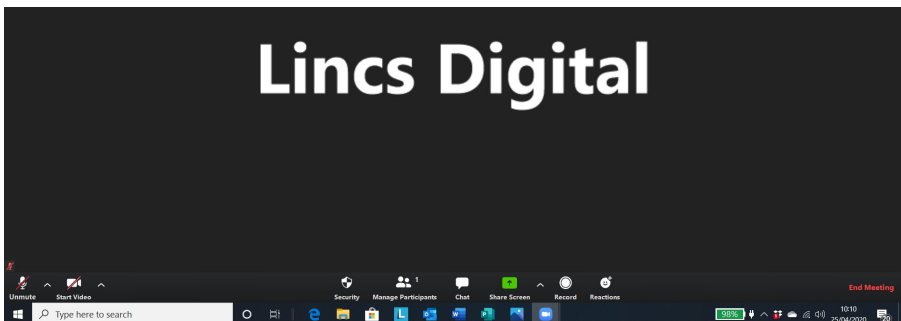 Lincs Digital
1
Unmute Start Video Security Manage Participants Chat Share Screen Record Reactions End Meeting
Type here to search 98% 10:10
25/04/2020 20